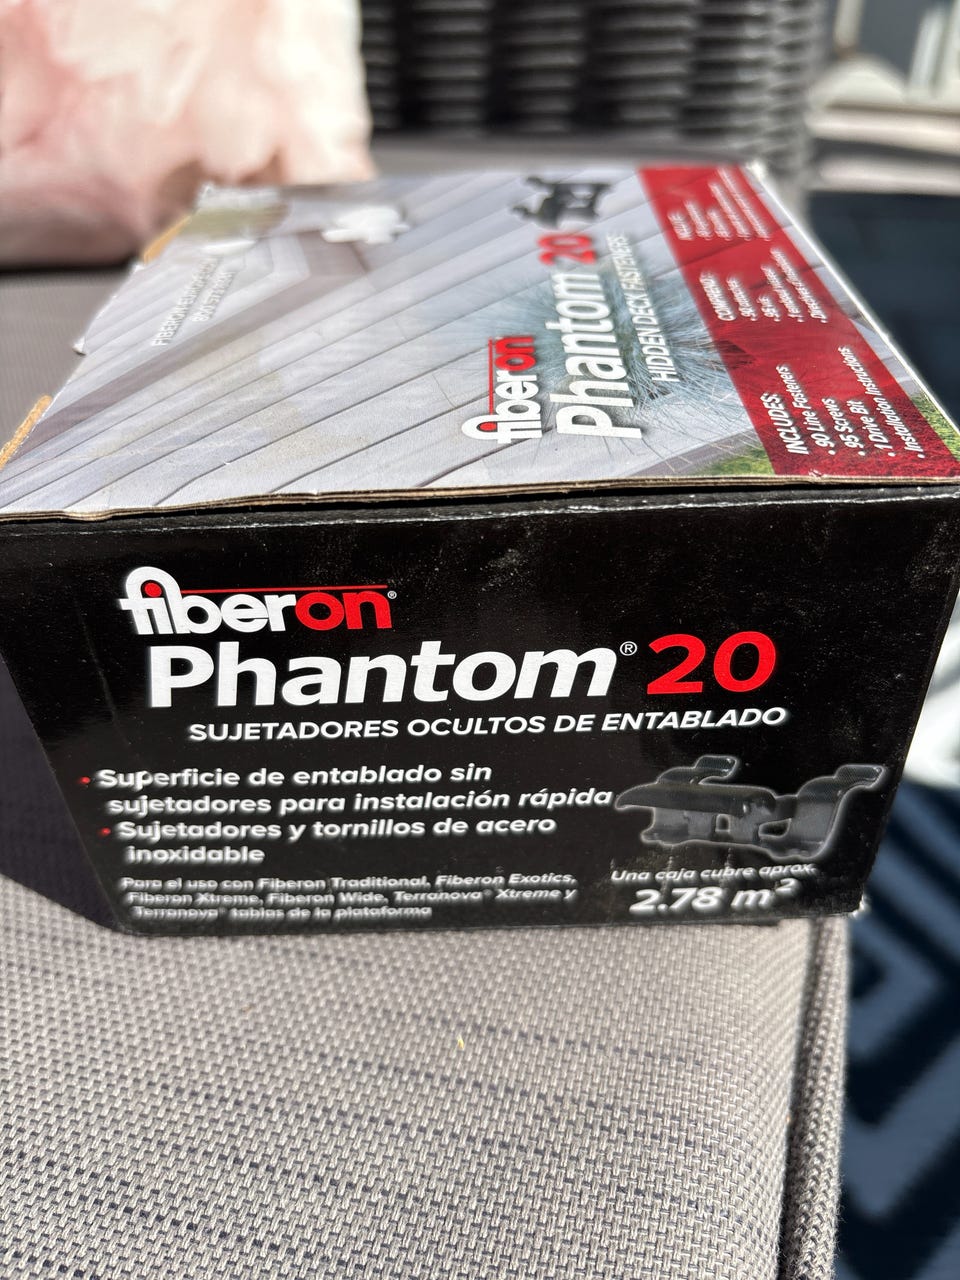 fiberon
Phantom 20
HIDDEN DECK FASTENERS
INCLUDES:
• 90 Line Fasteners
• 95 Screws
• 1 Drive Bit
• Installation Instructions
fiberon®
Phantom® 20
SUJETADORES OCULTOS DE ENTABLADO
• Superficie de entablado sin
sujetadores para instalación rápida
• Sujetadores y tornillos de acero
inoxidable
Para el uso con Fiberon Traditional, Fiberon Exotics,
Fiberon Xtreme, Fiberon Wide, Terranova® Xtreme y
Terranova® tablas de la plataforma
Una caja cubre aprox.
2.78 m²